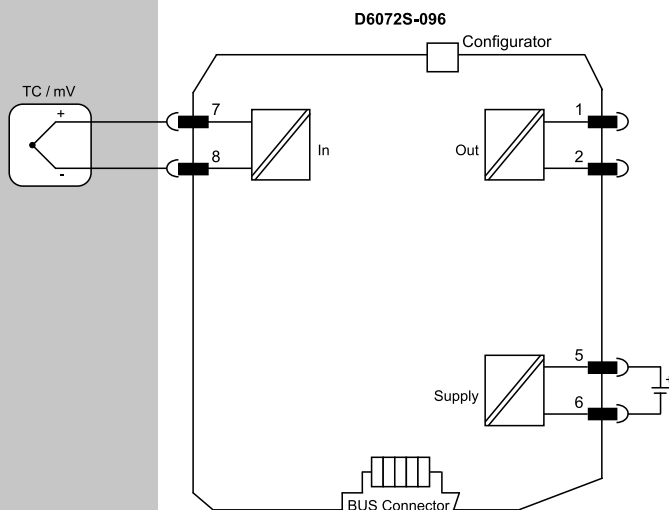 D6072S-096
Configurator
TC / mV
+
-
7
8
In
1
2
Out
5
6
Supply
+
BUS Connector